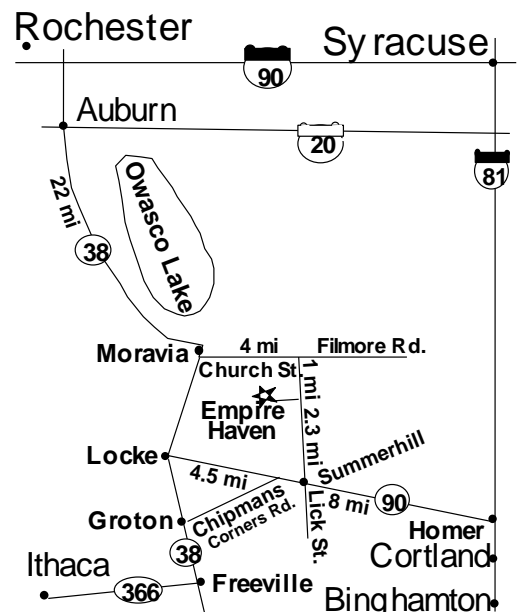 Rochester
Syracuse
90
Auburn
20
81
22 mi
Owasco Lake
38
Moravia
4 mi
Filmore Rd.
Church St.
1 mi
Empire
Haven
2.3 mi
Locke
4.5 mi
Summerhill
Chipmans
Corners Rd.
Lick St.
8 mi
90
Groton
Homer
38
Cortland
Ithaca
366
Freeville
Binghamton